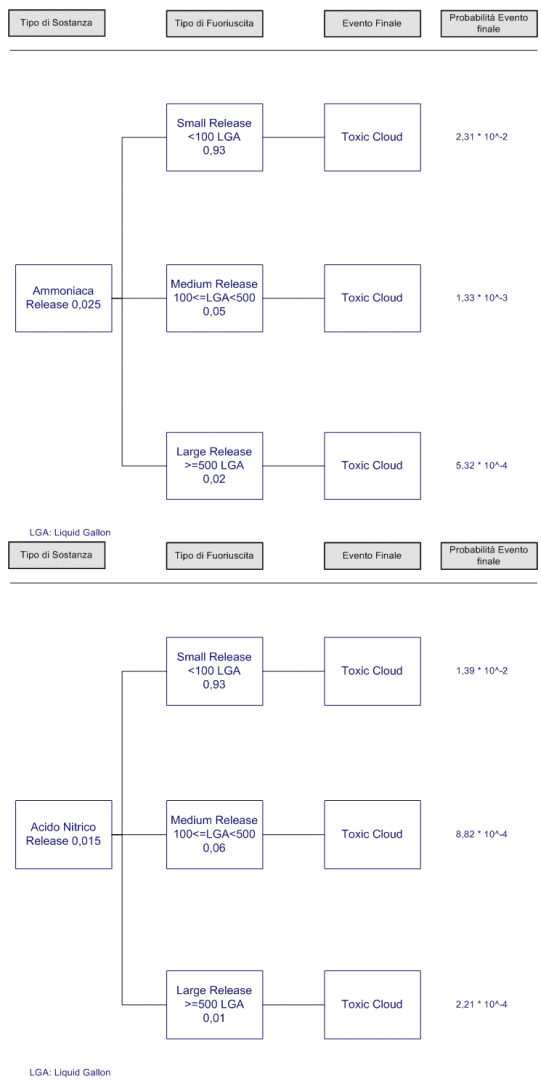 Tipo di Sostanza
Tipo di Fuoriuscita
Evento Finale
Probabilità Evento
finale
Small Release
<100 LGA
0,93
Toxic Cloud
2,31 * 10^-2
Ammoniaca
Release 0,025
Medium Release
100<=LGA<500
0,05
Toxic Cloud
1,33 * 10^-3
Large Release
>=500 LGA
0,02
Toxic Cloud
5,32 * 10^-4
LGA: Liquid Gallon
Tipo di Sostanza
Tipo di Fuoriuscita
Evento Finale
Probabilità Evento
finale
Small Release
<100 LGA
0,93
Toxic Cloud
1,39 * 10^-2
Acido Nitrico
Release 0,015
Medium Release
100<=LGA<500
0,06
Toxic Cloud
8,82 * 10^-4
Large Release
>=500 LGA
0,01
Toxic Cloud
2,21 * 10^-4
LGA: Liquid Gallon